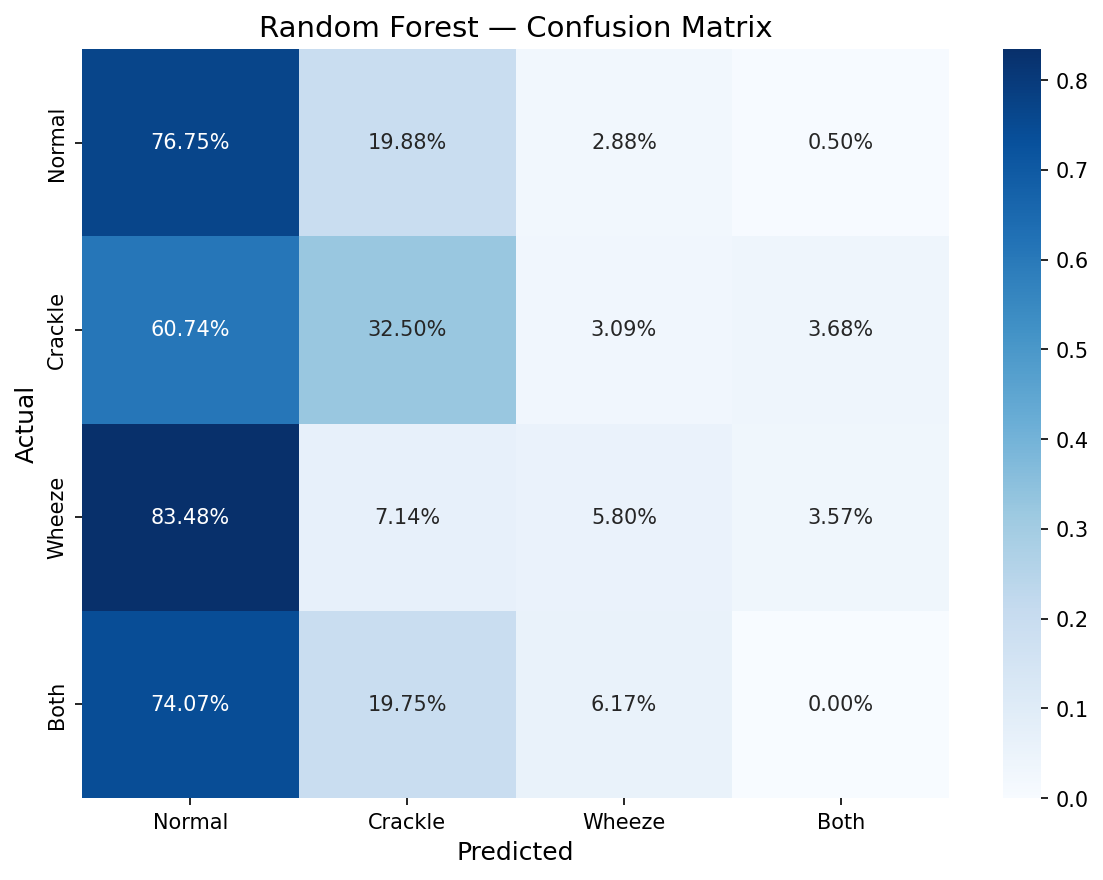 Random Forest — Confusion Matrix
Actual
Normal
76.75% 19.88% 2.88% 0.50%
Crackle
60.74% 32.50% 3.09% 3.68%
Wheeze
83.48% 7.14% 5.80% 3.57%
Both
74.07% 19.75% 6.17% 0.00%
Normal Crackle Wheeze Both
Predicted
0.8
0.7
0.6
0.5
0.4
0.3
0.2
0.1
0.0